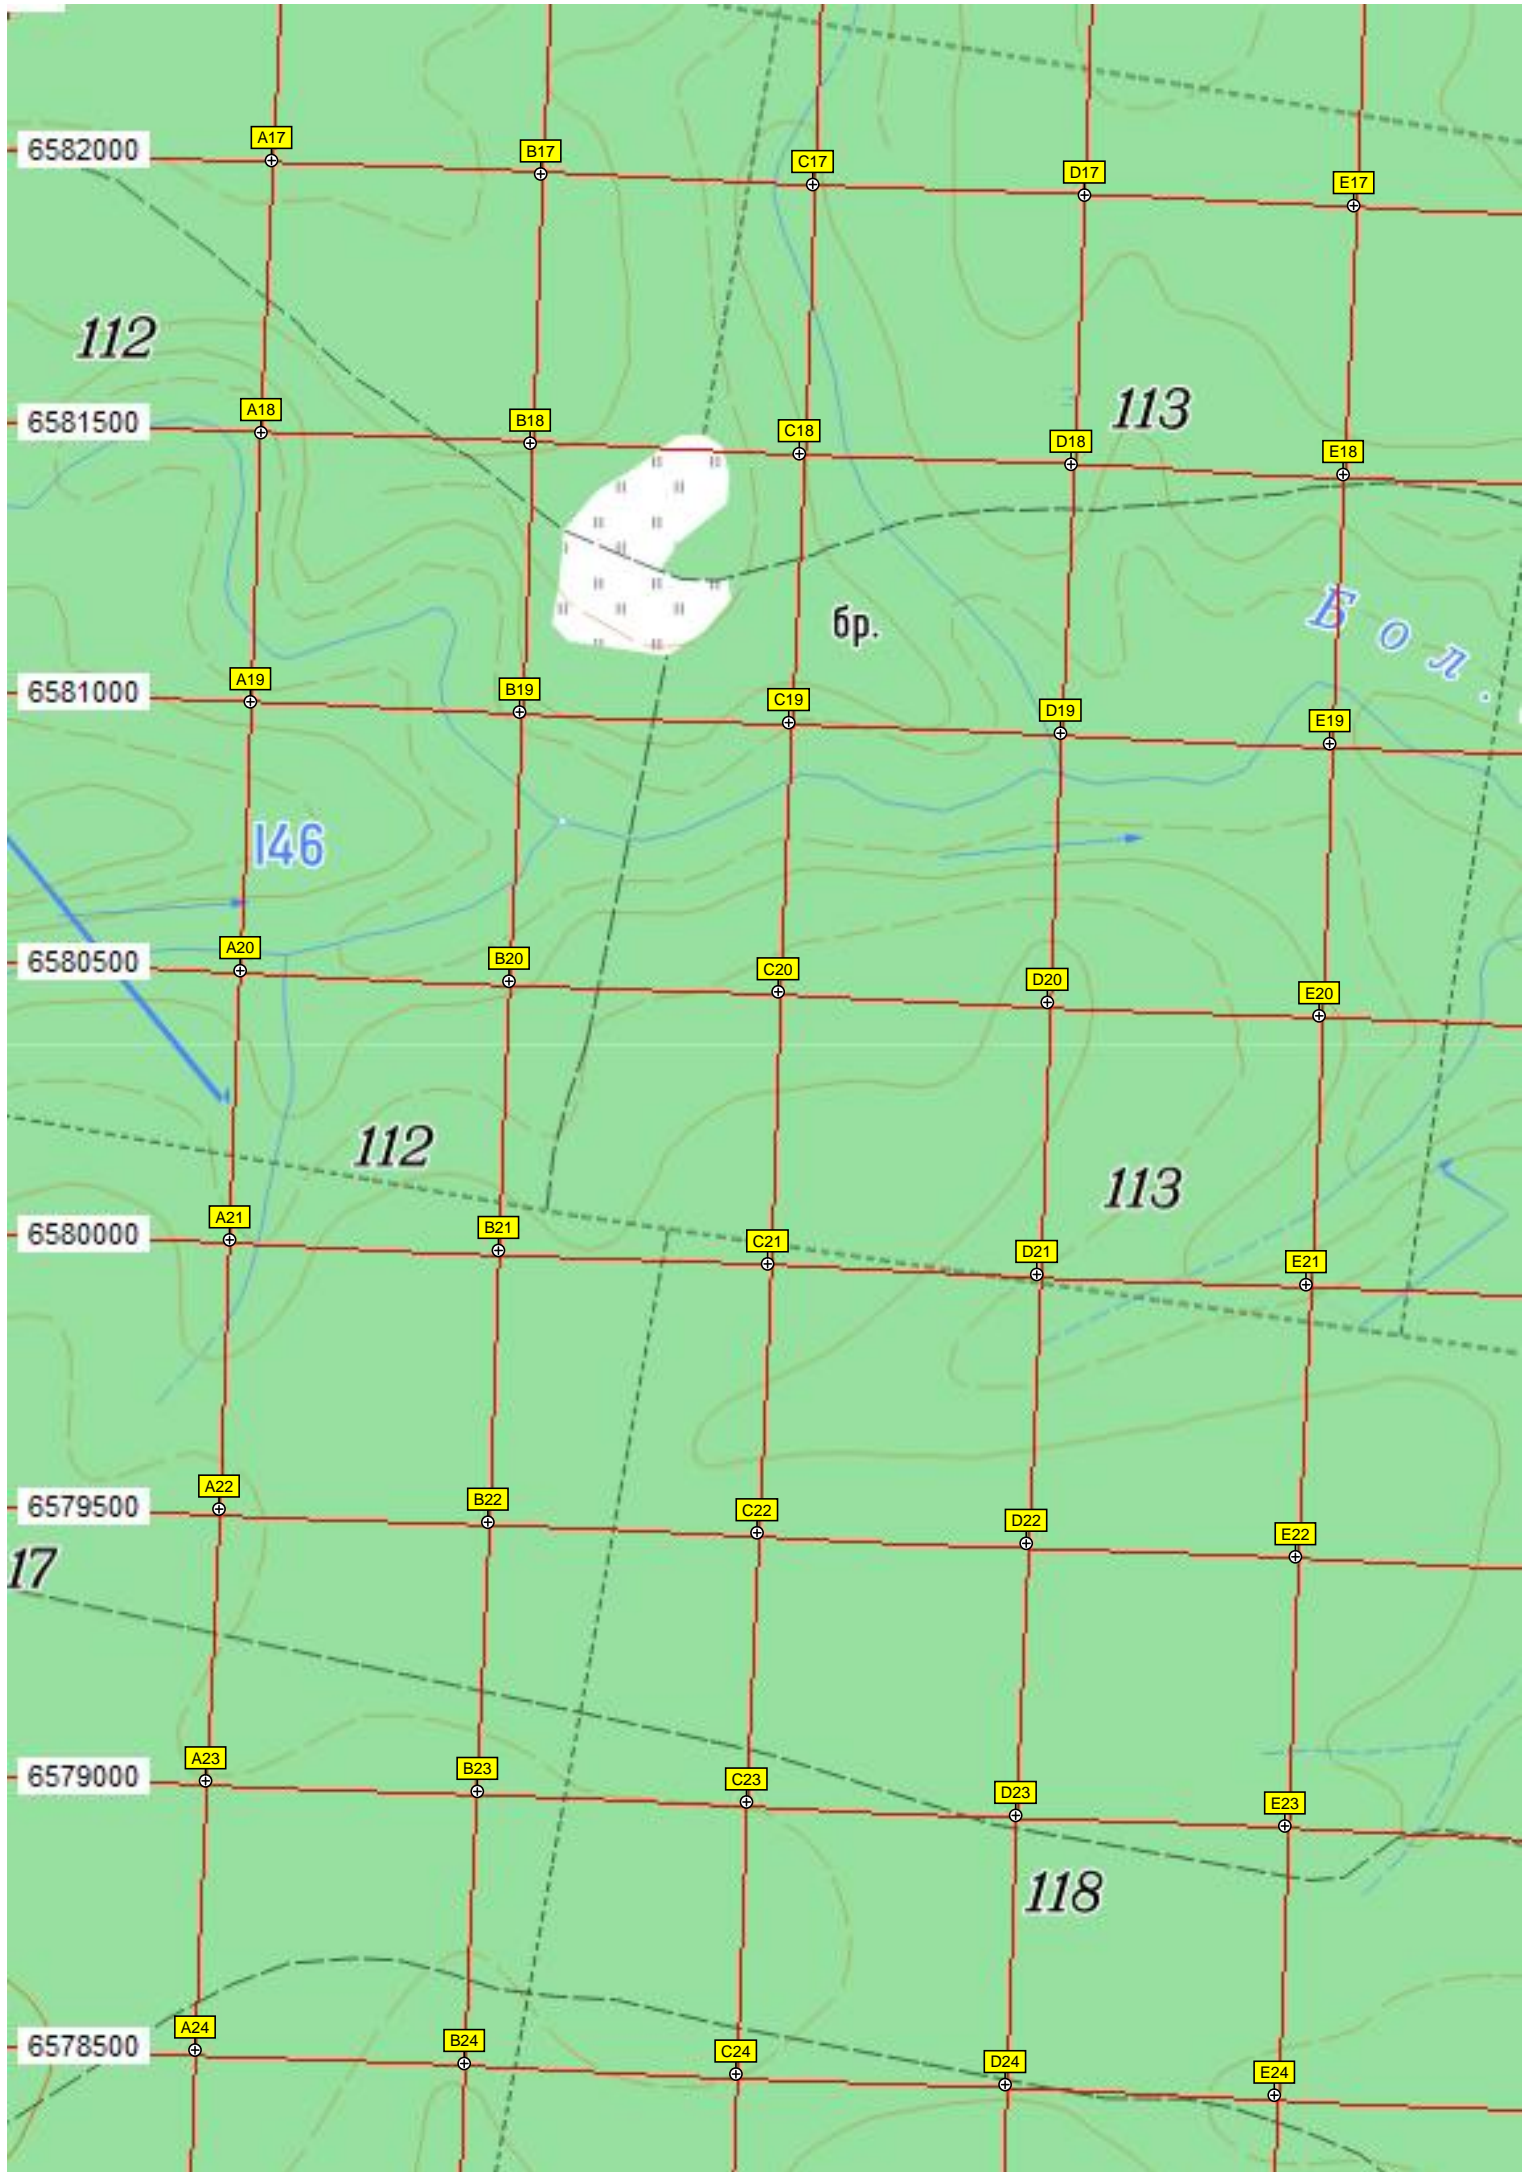 A17 B17 C17 D17 E17
6582000
112
113
A18 B18 C18 D18 E18
6581500
бр.
Бол.
A19 B19 C19 D19 E19
6581000
146
A20 B20 C20 D20 E20
6580500
112
113
A21 B21 C21 D21 E21
6580000
A22 B22 C22 D22 E22
6579500
17
A23 B23 C23 D23 E23
6579000
118
A24 B24 C24 D24 E24
6578500